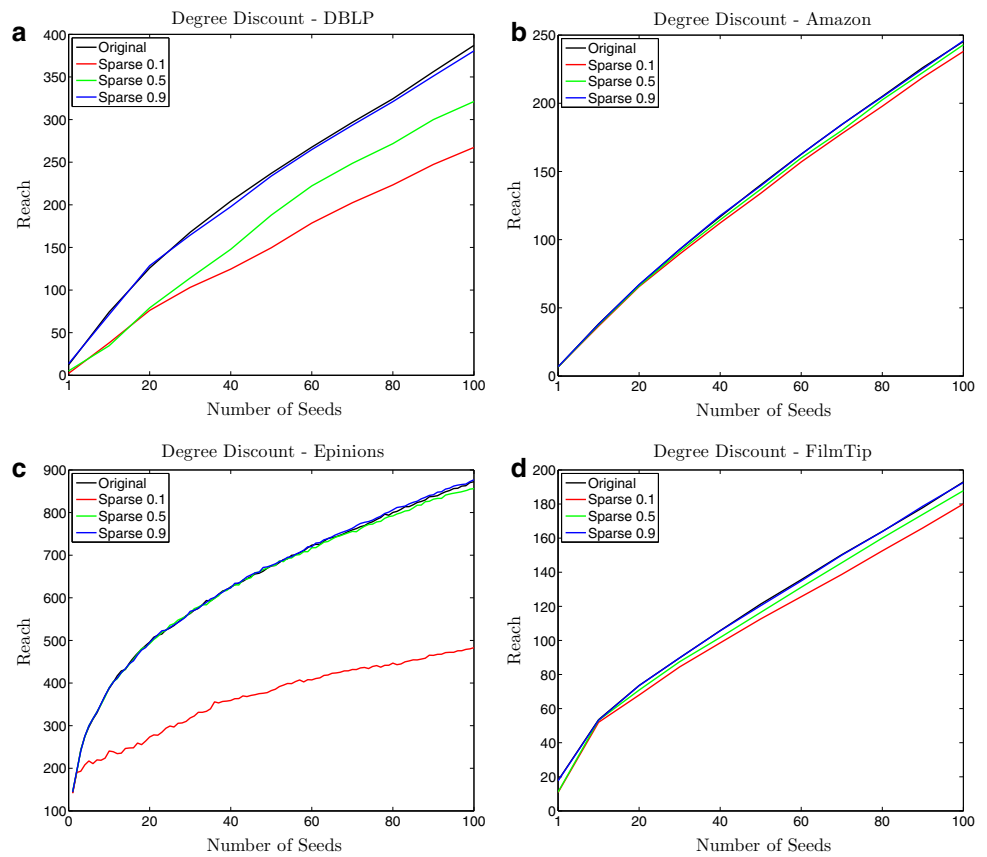 a
Degree Discount - DBLP
Original
Sparse 0.1
Sparse 0.5
Sparse 0.9
400
350
300
250
200
150
100
50
0
Reach
1 20 40 60 80 100
Number of Seeds
b
Degree Discount - Amazon
Original
Sparse 0.1
Sparse 0.5
Sparse 0.9
250
200
150
100
50
0
Reach
1 20 40 60 80 100
Number of Seeds
c
Degree Discount - Epinions
Original
Sparse 0.1
Sparse 0.5
Sparse 0.9
900
800
700
600
500
400
300
200
100
Reach
0 20 40 60 80 100
Number of Seeds
d
Degree Discount - FilmTip
Original
Sparse 0.1
Sparse 0.5
Sparse 0.9
200
180
160
140
120
100
80
60
40
20
0
Reach
1 20 40 60 80 100
Number of Seeds